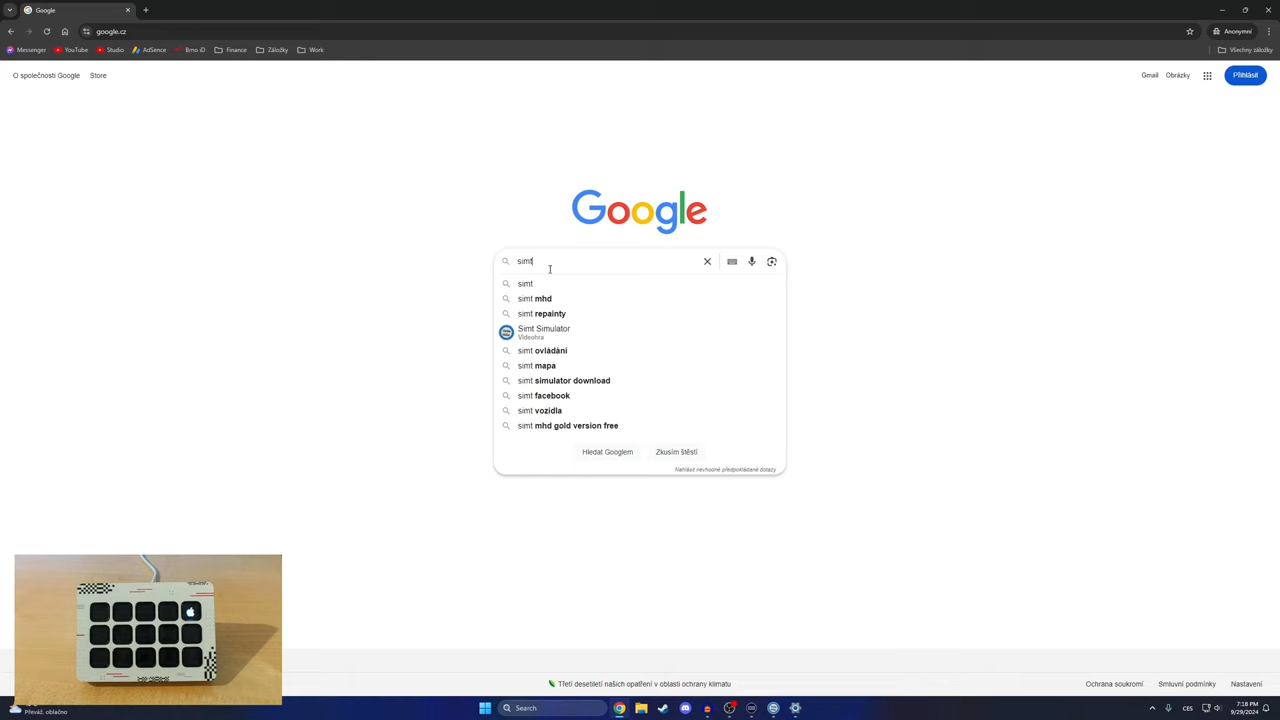 Google
google.cz
Anonymní
Messenger
YouTube
Studio
AdSence
Brno iD
Finance
Záložky
Work
Všechny záložky
O společnosti Google
Store
Gmail
Obrázky
Přihlásit
Google
simt
simt
simt mhd
simt repainty
Simt Simulator
Videohra
simt ovládání
simt mapa
simt simulator download
simt facebook
simt vozidla
simt mhd gold version free
Hledat Googlem
Zkusím štěstí
Nahlásit nevhodné předpokládané dotazy
Třetí desetiletí našich opatření v oblasti ochrany klimatu
Ochrana soukromí
Smluvní podmínky
Nastavení
Převáž. oblačno
Search
CES
7:18 PM
9/29/2024